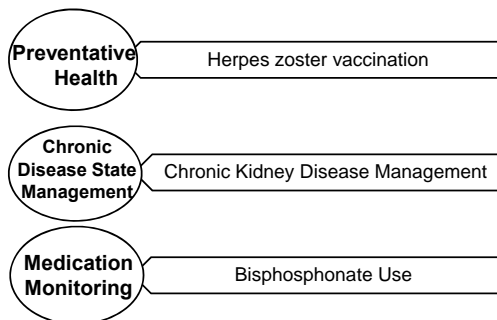 Preventative
Health
Herpes zoster vaccination
Chronic
Disease State
Management
Chronic Kidney Disease Management
Medication
Monitoring
Bisphosphonate Use